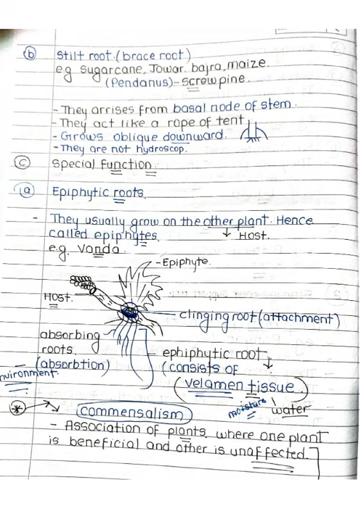 (b) Stilt root (brace root)
e.g Sugarcane, Jowar, bajra, maize.
(Pendanus)-Screwpine.
- They arrises from basal node of stem.
- They act like a rope of tent
- Grows oblique downward.
- They are not hydroscop.
(c) Special Function
(a) Epiphytic roots.
- They usually grow on the other plant. Hence
called epiphytes. ↓ Host.
e.g. Vanda
- Epiphyte.
Host.
clinging root (attachment)
absorbing
roots.
(absorbtion)
ephiphytic root
(consists of
velamen tissue
moisture water
nvironment.
* commensalism
- Association of plants, where one plant
is beneficial and other is unaffected.